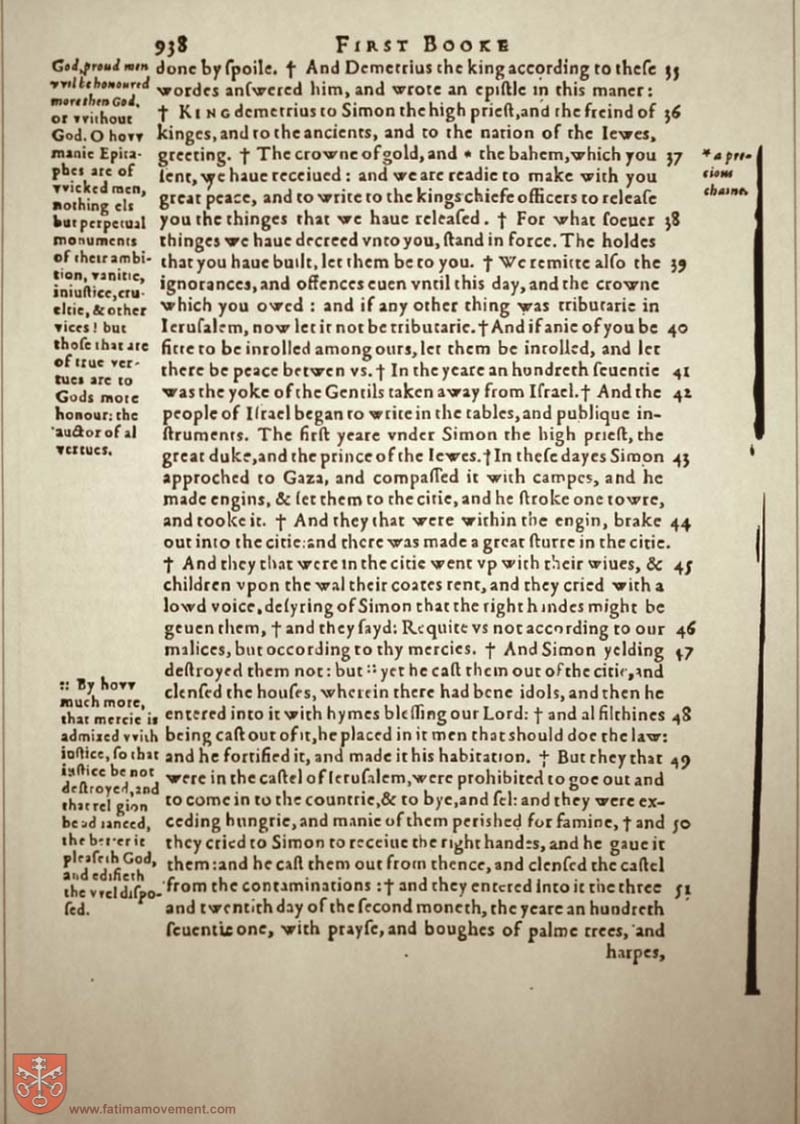 938 FIRST BOOKE
God, proud men
vvil be honoured
more then God,
or vvithout
God. O hovv
manie Epita-
phes are of
vvicked men,
nothing els
but perpetual
monuments
of their ambi-
tion, vanitie,
iniuſtice, cru-
eltie, & other
vices! but
thoſe that are
of true ver-
tues are to
Gods more
honour: the
auctor of al
vertues.
:: By hovv
much more,
that mercie is
admixed vvith
iuſtice, ſo that
iuſtice be not
deſtroyed, and
that religion
be aduanced,
the better it
pleaſeth God,
and edifieth
the vvel diſpo-
ſed.
done by ſpoile. † And Demetrius the king according to theſe 35
wordes anſwered him, and wrote an epiſtle in this maner:
† KING demetrius to Simon the high prieſt, and the freind of 36
kinges, and to the ancients, and to the nation of the Iewes,
greeting. † The crowne of gold, and * the bahem, which you 37
ſent, we haue receiued: and we are readie to make with you
great peace, and to write to the kings chiefe officers to releaſe
you the thinges that we haue releaſed. † For what ſoeuer 38
thinges we haue decreed vnto you, ſtand in force. The holdes
that you haue built, let them be to you. † We remitte alſo the 39
ignorances, and offences euen vntil this day, and the crowne
which you owed: and if any other thing was tributarie in
Ieruſalem, now let it not be tributarie. † And if anie of you be 40
fitte to be inrolled among ours, let them be inrolled, and let
there be peace betwen vs. † In the yeare an hundreth ſeuentie 41
was the yoke of the Gentils taken away from Iſrael. † And the 42
people of Iſrael began to write in the tables, and publique in-
ſtruments. The firſt yeare vnder Simon the high prieſt, the
great duke, and the prince of the Iewes. † In theſe dayes Simon 43
approched to Gaza, and compaſſed it with campes, and he
made engins, & ſet them to the citie, and he ſtroke one towre,
and tooke it. † And they that were within the engin, brake 44
out into the citie: and there was made a great ſturre in the citie.
† And they that were in the citie went vp with their wiues, & 45
children vpon the wal their coates rent, and they cried with a
lowd voice, deſyring of Simon that the right handes might be
geuen them, † and they ſayd: Requite vs not according to our 46
malices, but occording to thy mercies. † And Simon yelding 47
deſtroyed them not: but :: yet he caſt them out of the citie, and
clenſed the houſes, wherein there had bene idols, and then he
entered into it with hymes bleſſing our Lord: † and al filthines 48
being caſt out of it, he placed in it men that should doe the law:
and he fortified it, and made it his habitation. † But they that 49
were in the caſtel of Ieruſalem, were prohibited to goe out and
to come in to the countrie, & to bye, and ſel: and they were ex-
ceding hungrie, and manie of them perished for famine, † and 50
they cried to Simon to receiue the right handes, and he gaue it
them: and he caſt them out from thence, and clenſed the caſtel
from the contaminations: † and they entered into it the three 51
and twentith day of the ſecond moneth, the yeare an hundreth
ſeuentie one, with prayſe, and boughes of palme trees, and
harpes,
* a pre-
cious
chaine.
www.fatimamovement.com